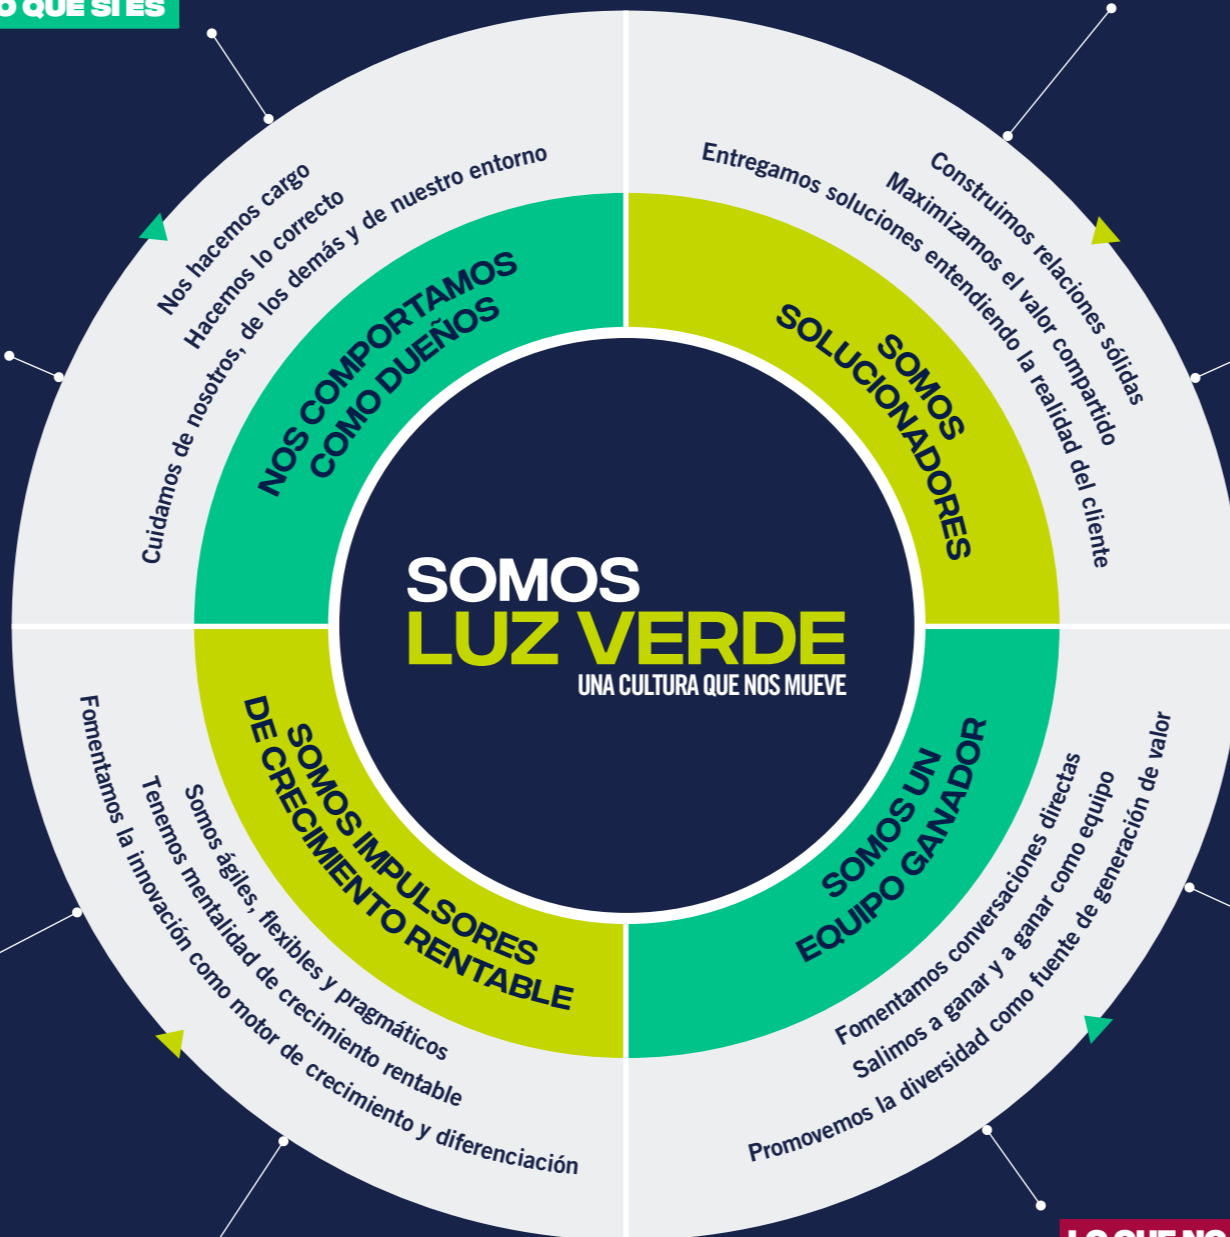 O QUE SÍ ES
Nos hacemos cargo
Hacemos lo correcto
Cuidamos de nosotros, de los demás y de nuestro entorno
NOS COMPORTAMOS
COMO DUEÑOS
Construimos relaciones sólidas
Maximizamos el valor compartido
Entregamos soluciones entendiendo la realidad del cliente
SOMOS
SOLUCIONADORES
SOMOS
LUZ VERDE
UNA CULTURA QUE NOS MUEVE
SOMOS IMPULSORES
DE CRECIMIENTO RENTABLE
Somos ágiles, flexibles y pragmáticos
Tenemos mentalidad de crecimiento rentable
Fomentamos la innovación como motor de crecimiento y diferenciación
SOMOS UN
EQUIPO GANADOR
Fomentamos conversaciones directas
Salimos a ganar y a ganar como equipo
Promovemos la diversidad como fuente de generación de valor
LO QUE NO